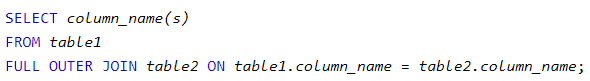 SELECT column_name(s)
FROM table1
FULL OUTER JOIN table2 ON table1.column_name = table2.column_name;